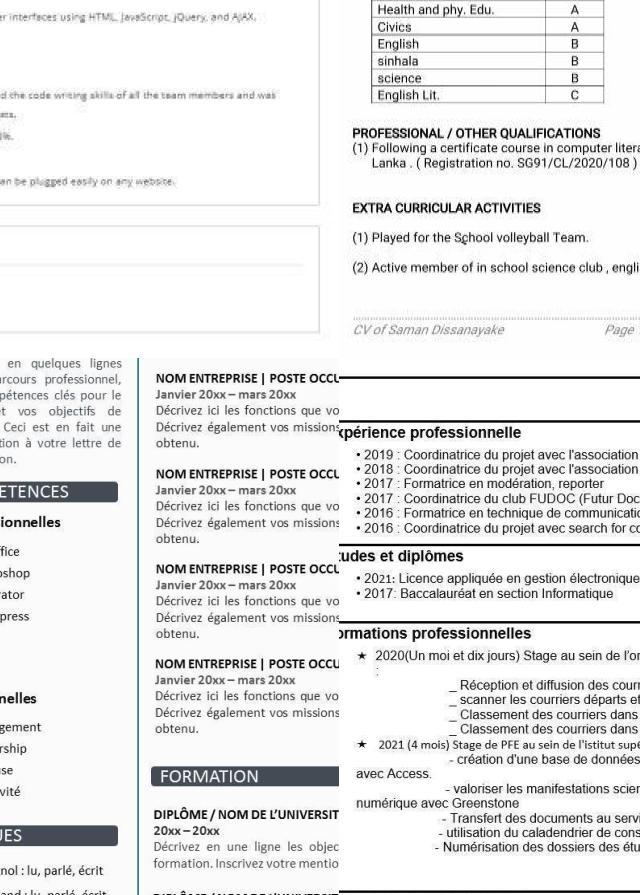 er interfaces using HTML, JavaScript, jQuery, and AJAX.
d the code writing skills of all the team members and was
an be plugged easily on any website.
Health and phy. Edu. A
Civics A
English B
sinhala B
science B
English Lit. C
PROFESSIONAL / OTHER QUALIFICATIONS
(1) Following a certificate course in computer litera
Lanka . ( Registration no. SG91/CL/2020/108 )
EXTRA CURRICULAR ACTIVITIES
(1) Played for the School volleyball Team.
(2) Active member of in school science club , engli
CV of Saman Dissanayake Page
en quelques lignes
rcours professionnel,
pétences clés pour le
et vos objectifs de
Ceci est en fait une
tion à votre lettre de
on.
ETENCES
ionnelles
fice
oshop
rator
press
nelles
gement
rship
use
vité
UES
nol : lu, parlé, écrit
NOM ENTREPRISE | POSTE OCCU
Janvier 20xx – mars 20xx
Décrivez ici les fonctions que vo
Décrivez également vos missions
obtenu.
NOM ENTREPRISE | POSTE OCCU
Janvier 20xx – mars 20xx
Décrivez ici les fonctions que vo
Décrivez également vos missions
obtenu.
NOM ENTREPRISE | POSTE OCCU
Janvier 20xx – mars 20xx
Décrivez ici les fonctions que vo
Décrivez également vos missions
obtenu.
NOM ENTREPRISE | POSTE OCCU
Janvier 20xx – mars 20xx
Décrivez ici les fonctions que vo
Décrivez également vos missions
obtenu.
FORMATION
DIPLÔME / NOM DE L'UNIVERSIT
20xx – 20xx
Décrivez en une ligne les objec
formation. Inscrivez votre mentio
xpérience professionnelle
• 2019 : Coordinatrice du projet avec l'association
• 2018 : Coordinatrice du projet avec l'association
• 2017 : Formatrice en modération, reporter
• 2017 : Coordinatrice du club FUDOC (Futur Doc
• 2016 : Formatrice en technique de communicatio
• 2016 : Coordinatrice du projet avec search for co
tudes et diplômes
• 2021: Licence appliquée en gestion électronique
• 2017: Baccalauréat en section Informatique
ormations professionnelles
★ 2020(Un moi et dix jours) Stage au sein de l'or
:
_ Réception et diffusion des courr
_ scanner les courriers départs et
_ Classement des courriers dans
_ Classement des courriers dans
★ 2021 (4 mois) Stage de PFE au sein de l'istitut supé
- création d'une base de données
avec Access.
- valoriser les manifestations scien
numérique avec Greenstone
- Transfert des documents au servi
- utilisation du caladendrier de cons
- Numérisation des dossiers des étu